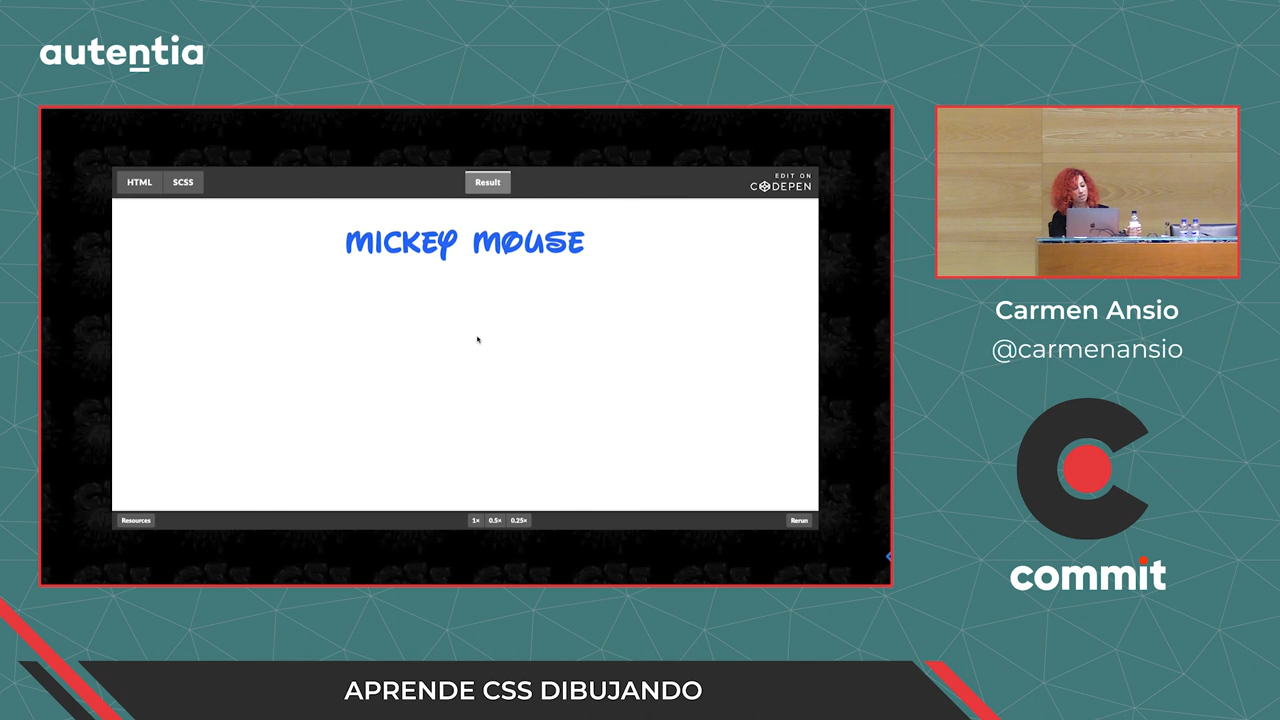 autentia
HTML
SCSS
Result
EDIT ON
CODEPEN
MICKEY MOUSE
Resources
1×
0.5×
0.25×
Rerun
Carmen Ansio
@carmenansio
commit
APRENDE CSS DIBUJANDO